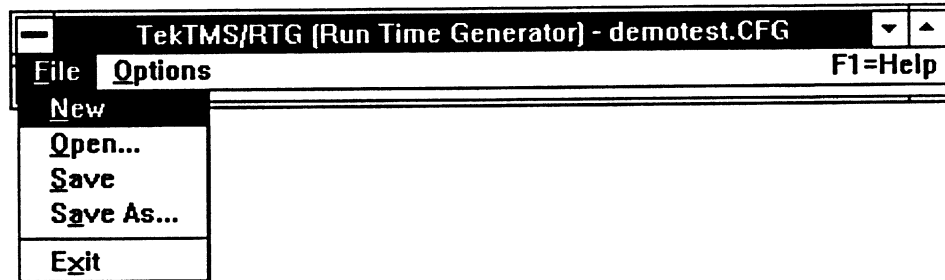 TekTMS/RTG (Run Time Generator) - demotest.CFG
File Options F1=Help
New
Open...
Save
Save As...
Exit